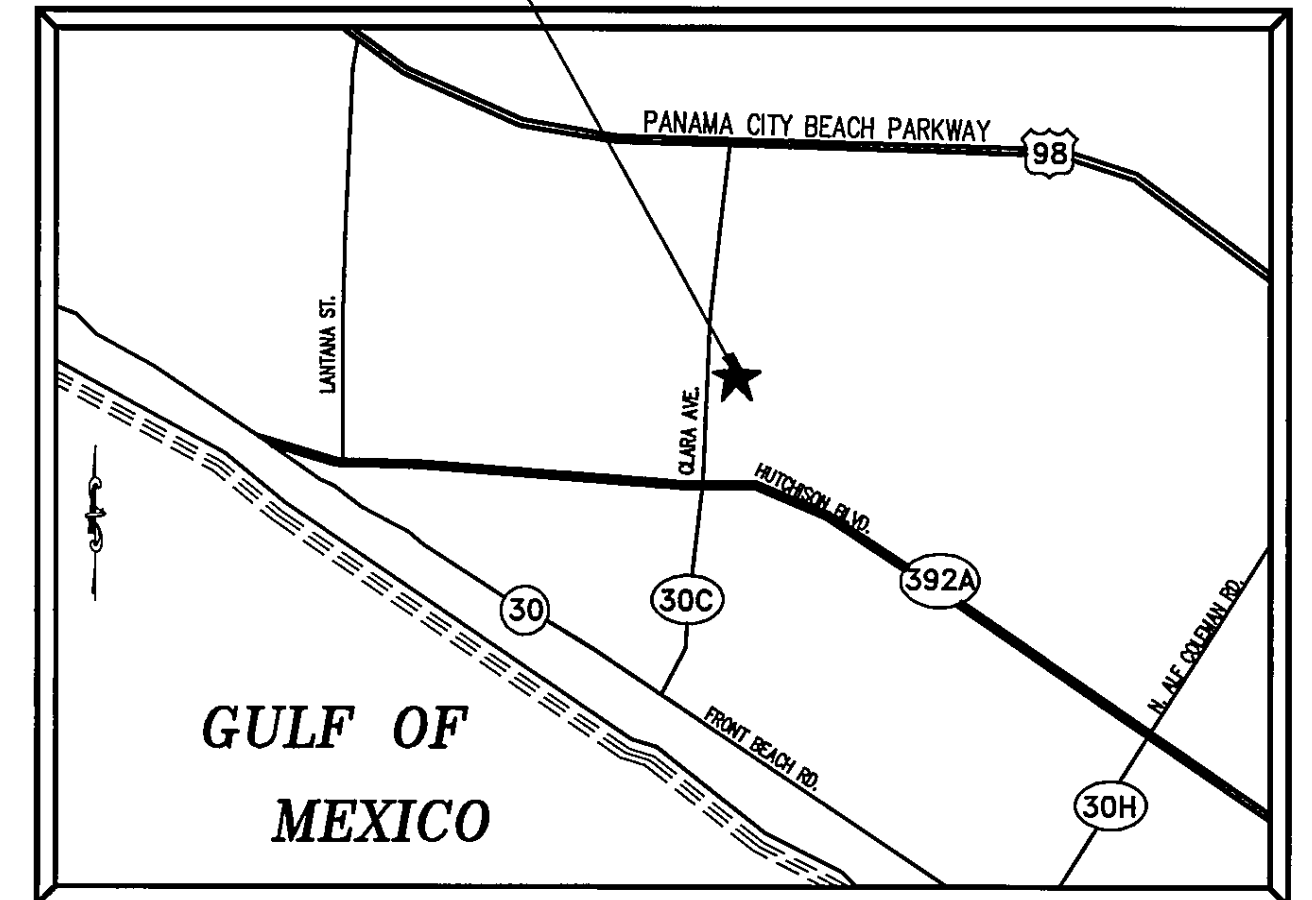 PANAMA CITY BEACH PARKWAY
98
LANTANA ST.
CLARA AVE.
HUTCHISON BLVD.
392A
30
30C
N. ALF COLEMAN RD.
FRONT BEACH RD.
30H
GULF OF
MEXICO